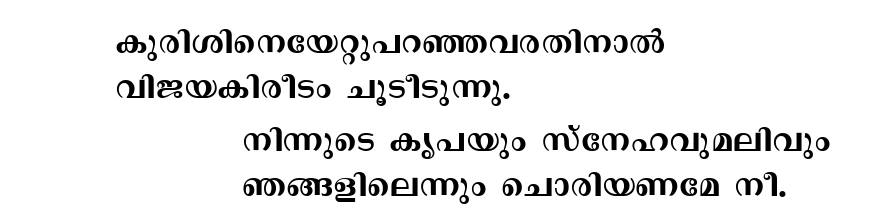 കുരിശിനെയേറ്റുപറഞ്ഞവരതിനാൽ
വിജയകിരീടം ചൂടീടുന്നു.
നിന്നുടെ കൃപയും സ്നേഹവുമലിവും
ഞങ്ങളിലെന്നും ചൊരിയണമേ നീ.